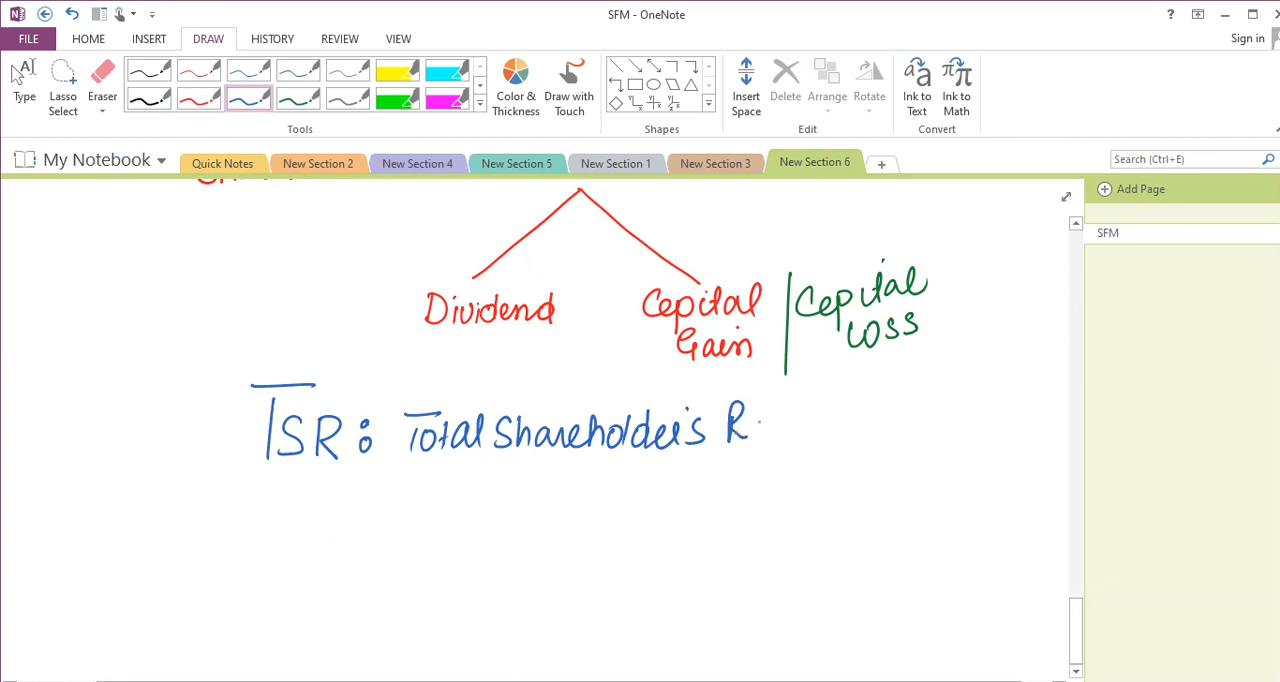 SFM - OneNote
?
FILE HOME INSERT DRAW HISTORY REVIEW VIEW
Sign in
Type
Lasso Select
Eraser
Color & Thickness
Draw with Touch
Insert Space
Delete
Arrange
Rotate
Ink to Text
Ink to Math
Tools
Shapes
Edit
Convert
My Notebook
Quick Notes
New Section 2
New Section 4
New Section 5
New Section 1
New Section 3
New Section 6
Search (Ctrl+E)
Add Page
SFM
Dividend
Cepital Gain
Cepital Loss
TSR: Total Shareholder's R